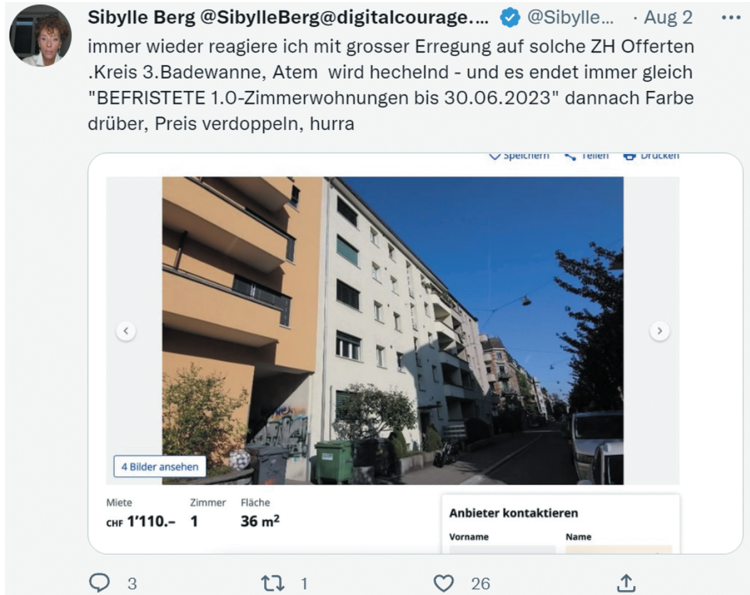 Sibylle Berg @SibylleBerg@digitalcourage.... @Sibylle... · Aug 2 ...
immer wieder reagiere ich mit grosser Erregung auf solche ZH Offerten
.Kreis 3.Badewanne, Atem wird hechelnd - und es endet immer gleich
"BEFRISTETE 1.0-Zimmerwohnungen bis 30.06.2023" dannach Farbe
drüber, Preis verdoppeln, hurra
Speichern Teilen Drucken
4 Bilder ansehen
Miete Zimmer Fläche
CHF 1'110.– 1 36 m²
Anbieter kontaktieren
Vorname Name
3 1 26